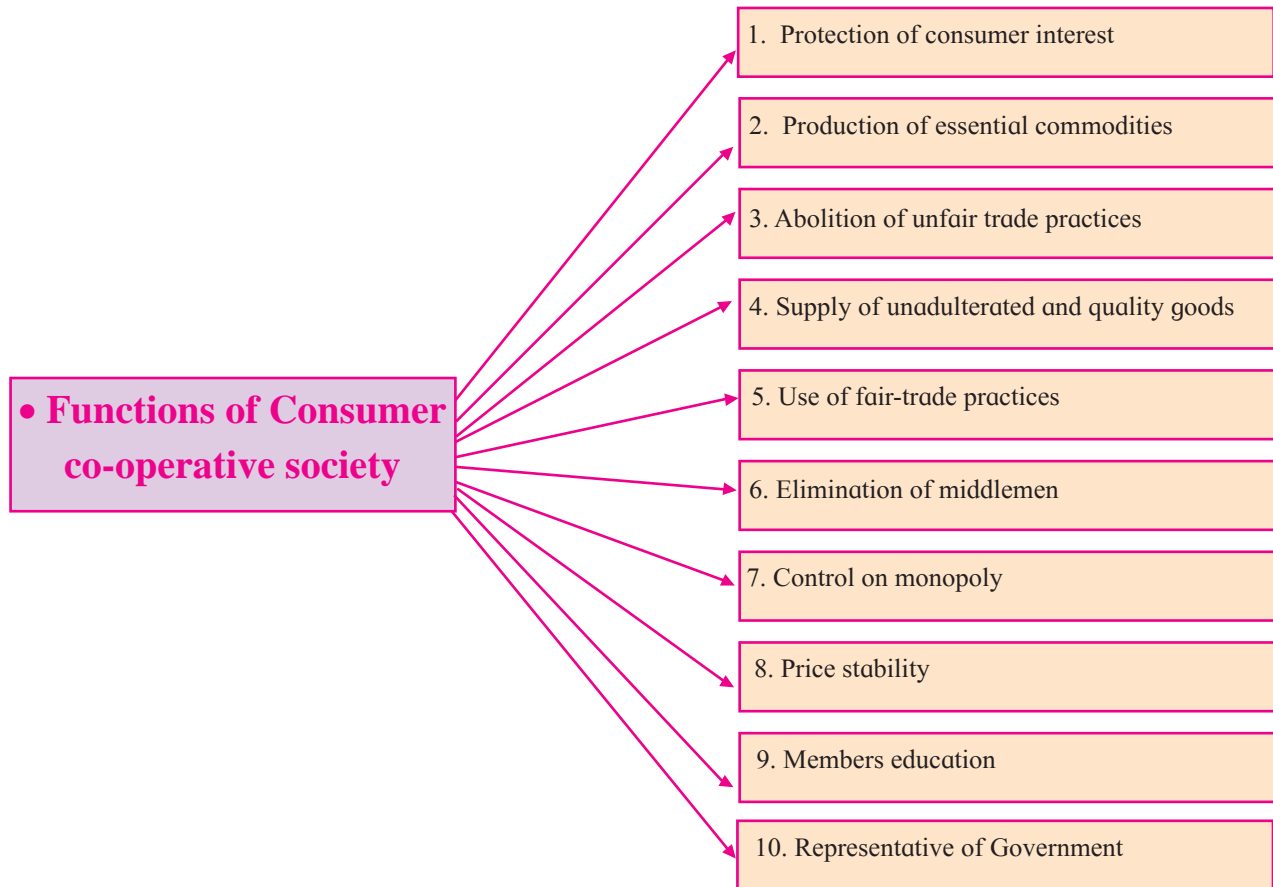 1. Protection of consumer interest
2. Production of essential commodities
3. Abolition of unfair trade practices
4. Supply of unadulterated and quality goods
• Functions of Consumer
co-operative society
5. Use of fair-trade practices
6. Elimination of middlemen
7. Control on monopoly
8. Price stability
9. Members education
10. Representative of Government